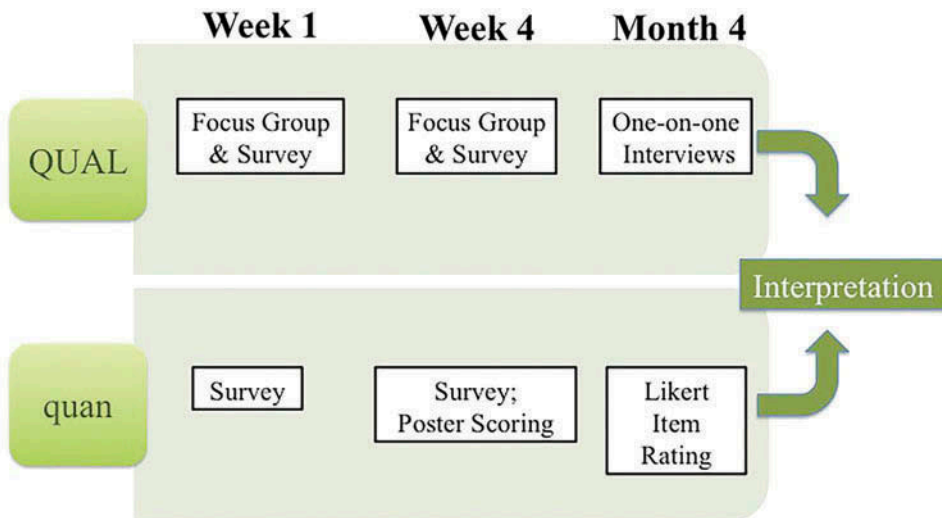 Week 1 Week 4 Month 4
QUAL
Focus Group
& Survey
Focus Group
& Survey
One-on-one
Interviews
Interpretation
quan
Survey
Survey;
Poster Scoring
Likert
Item
Rating